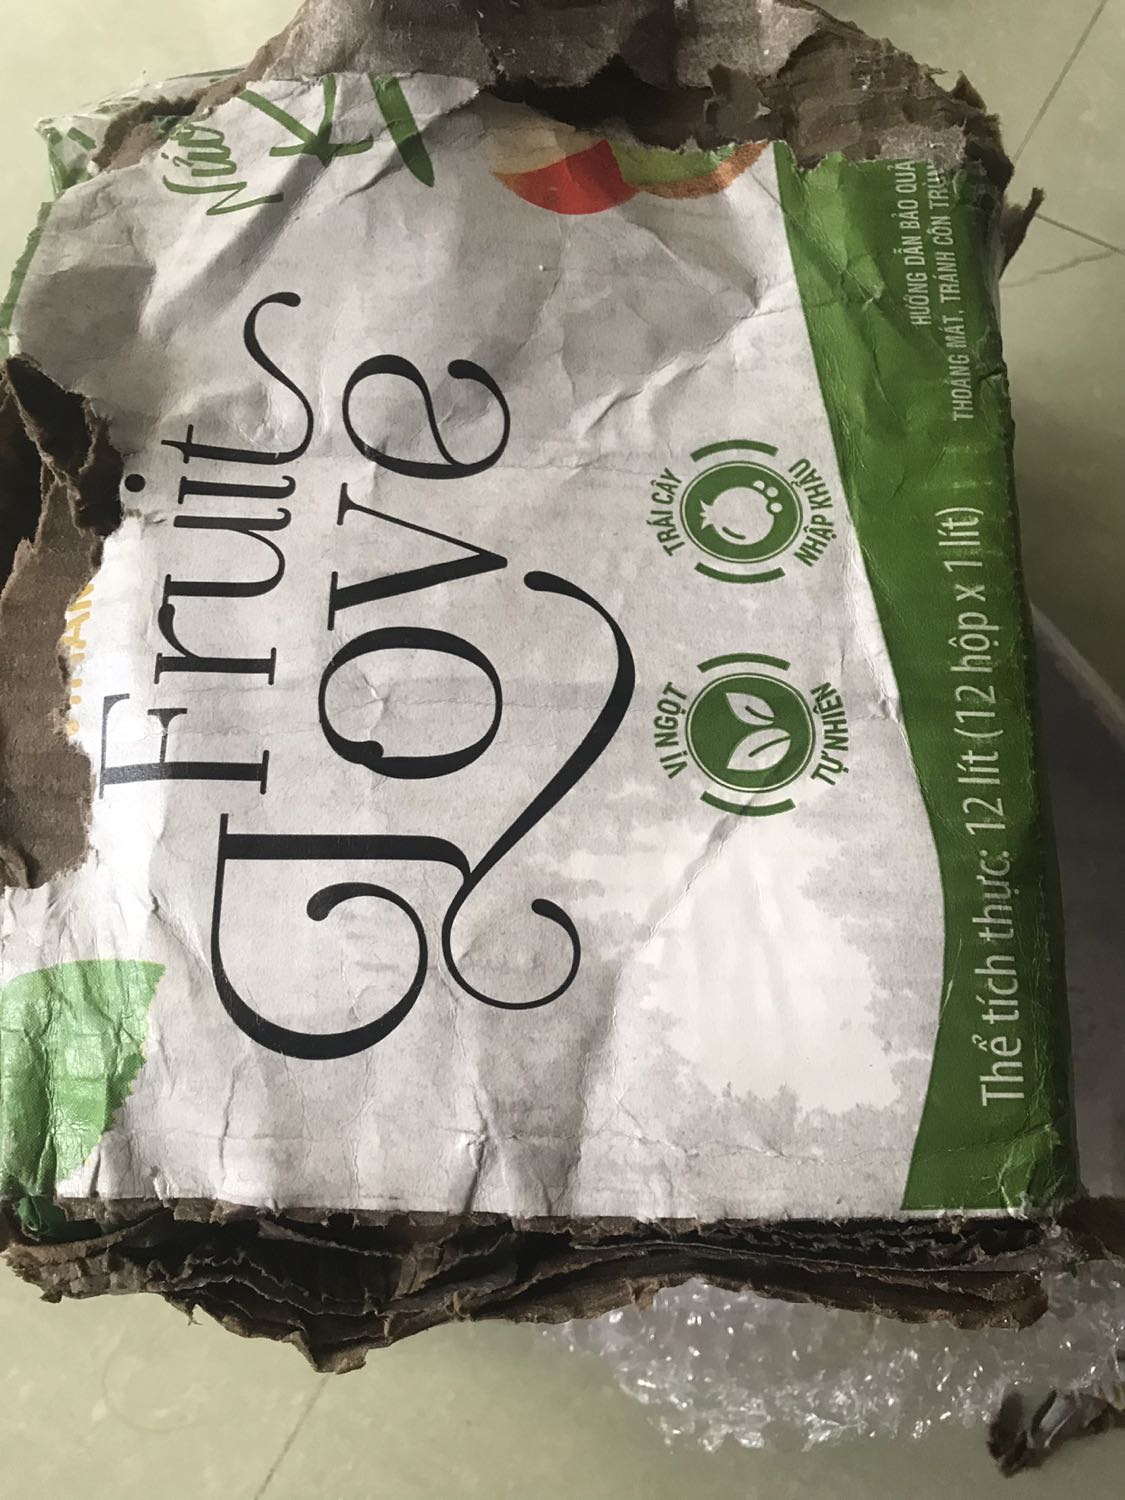 Fruit
Love
VỊ NGỌT
TỰ NHIÊN
TRÁI CÂY
NHẬP KHẨU
Thể tích thực: 12 lít (12 hộp x 1 lít)
HƯỚNG DẪN BẢO QUẢ
THOÁNG MÁT, TRÁNH CÔN TRÙN